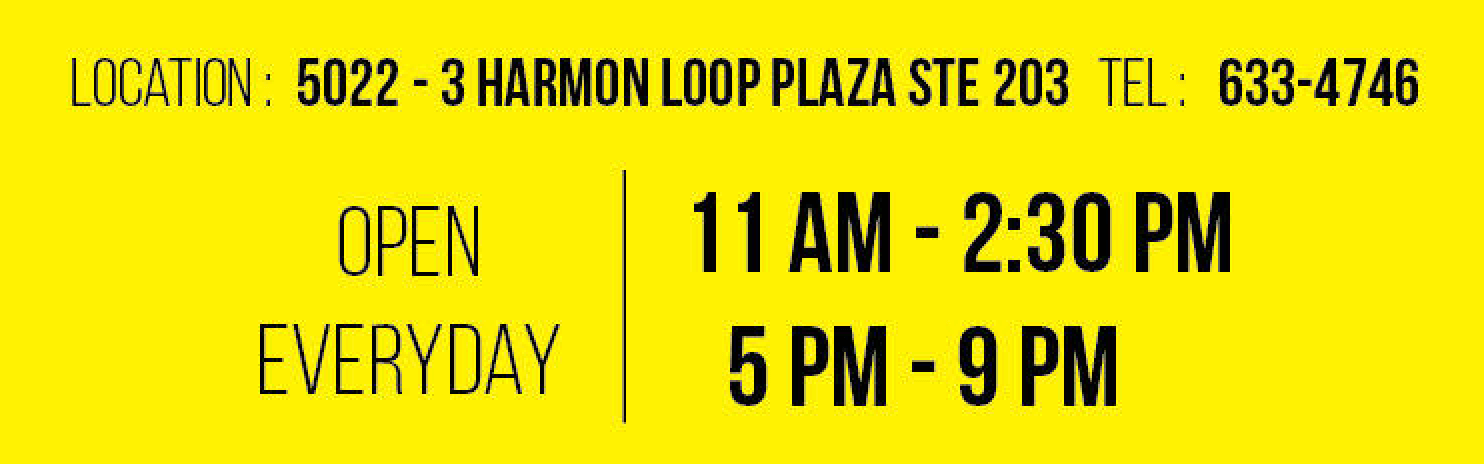 LOCATION : 5022 - 3 HARMON LOOP PLAZA STE 203 TEL : 633-4746
OPEN
EVERYDAY
11 AM - 2:30 PM
5 PM - 9 PM